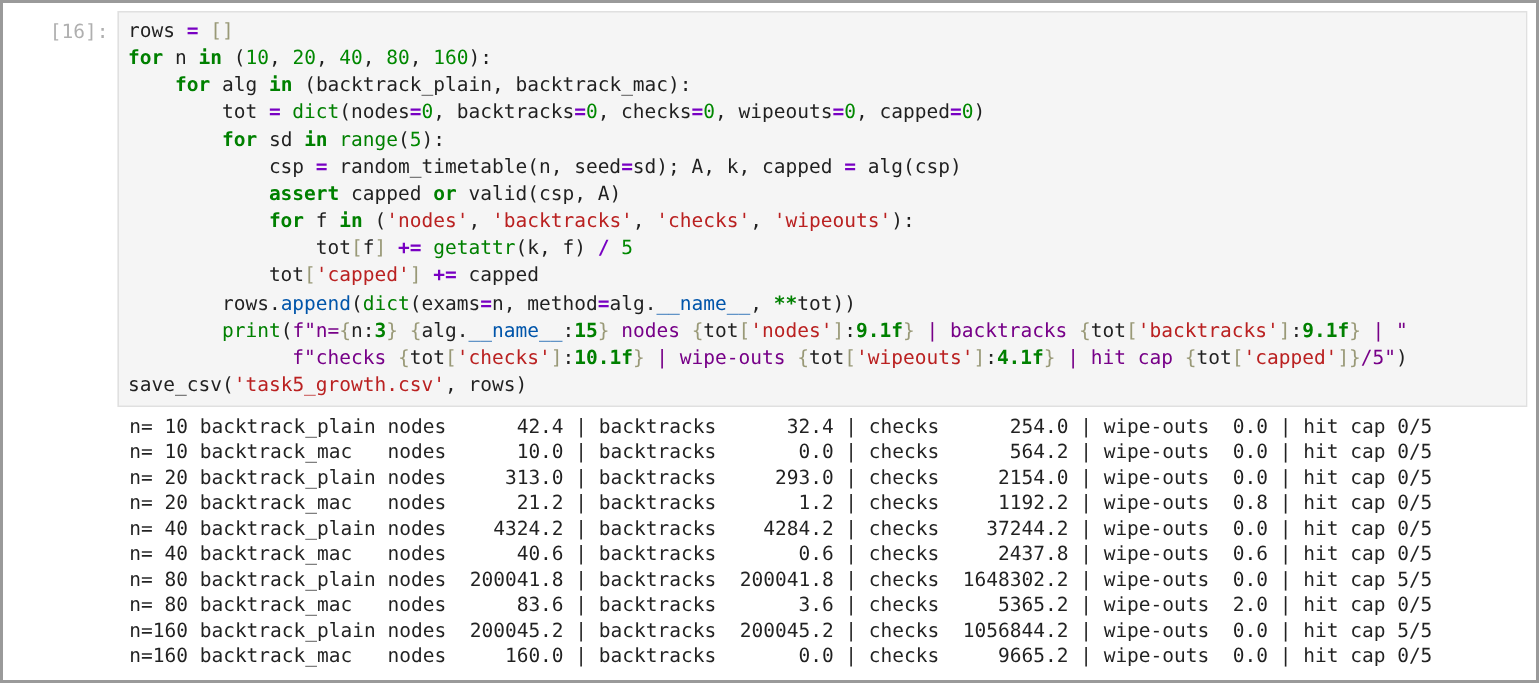 [16]: rows = []
for n in (10, 20, 40, 80, 160):
    for alg in (backtrack_plain, backtrack_mac):
        tot = dict(nodes=0, backtracks=0, checks=0, wipeouts=0, capped=0)
        for sd in range(5):
            csp = random_timetable(n, seed=sd); A, k, capped = alg(csp)
            assert capped or valid(csp, A)
            for f in ('nodes', 'backtracks', 'checks', 'wipeouts'):
                tot[f] += getattr(k, f) / 5
            tot['capped'] += capped
        rows.append(dict(exams=n, method=alg.__name__, **tot))
        print(f"n={n:3} {alg.__name__:15} nodes {tot['nodes']:9.1f} | backtracks {tot['backtracks']:9.1f} | "
              f"checks {tot['checks']:10.1f} | wipe-outs {tot['wipeouts']:4.1f} | hit cap {tot['capped']}/5")
save_csv('task5_growth.csv', rows)
n= 10 backtrack_plain nodes      42.4 | backtracks      32.4 | checks      254.0 | wipe-outs  0.0 | hit cap 0/5
n= 10 backtrack_mac   nodes      10.0 | backtracks       0.0 | checks      564.2 | wipe-outs  0.0 | hit cap 0/5
n= 20 backtrack_plain nodes     313.0 | backtracks     293.0 | checks     2154.0 | wipe-outs  0.0 | hit cap 0/5
n= 20 backtrack_mac   nodes      21.2 | backtracks       1.2 | checks     1192.2 | wipe-outs  0.8 | hit cap 0/5
n= 40 backtrack_plain nodes    4324.2 | backtracks    4284.2 | checks    37244.2 | wipe-outs  0.0 | hit cap 0/5
n= 40 backtrack_mac   nodes      40.6 | backtracks       0.6 | checks     2437.8 | wipe-outs  0.6 | hit cap 0/5
n= 80 backtrack_plain nodes  200041.8 | backtracks  200041.8 | checks  1648302.2 | wipe-outs  0.0 | hit cap 5/5
n= 80 backtrack_mac   nodes      83.6 | backtracks       3.6 | checks     5365.2 | wipe-outs  2.0 | hit cap 0/5
n=160 backtrack_plain nodes  200045.2 | backtracks  200045.2 | checks  1056844.2 | wipe-outs  0.0 | hit cap 5/5
n=160 backtrack_mac   nodes     160.0 | backtracks       0.0 | checks     9665.2 | wipe-outs  0.0 | hit cap 0/5